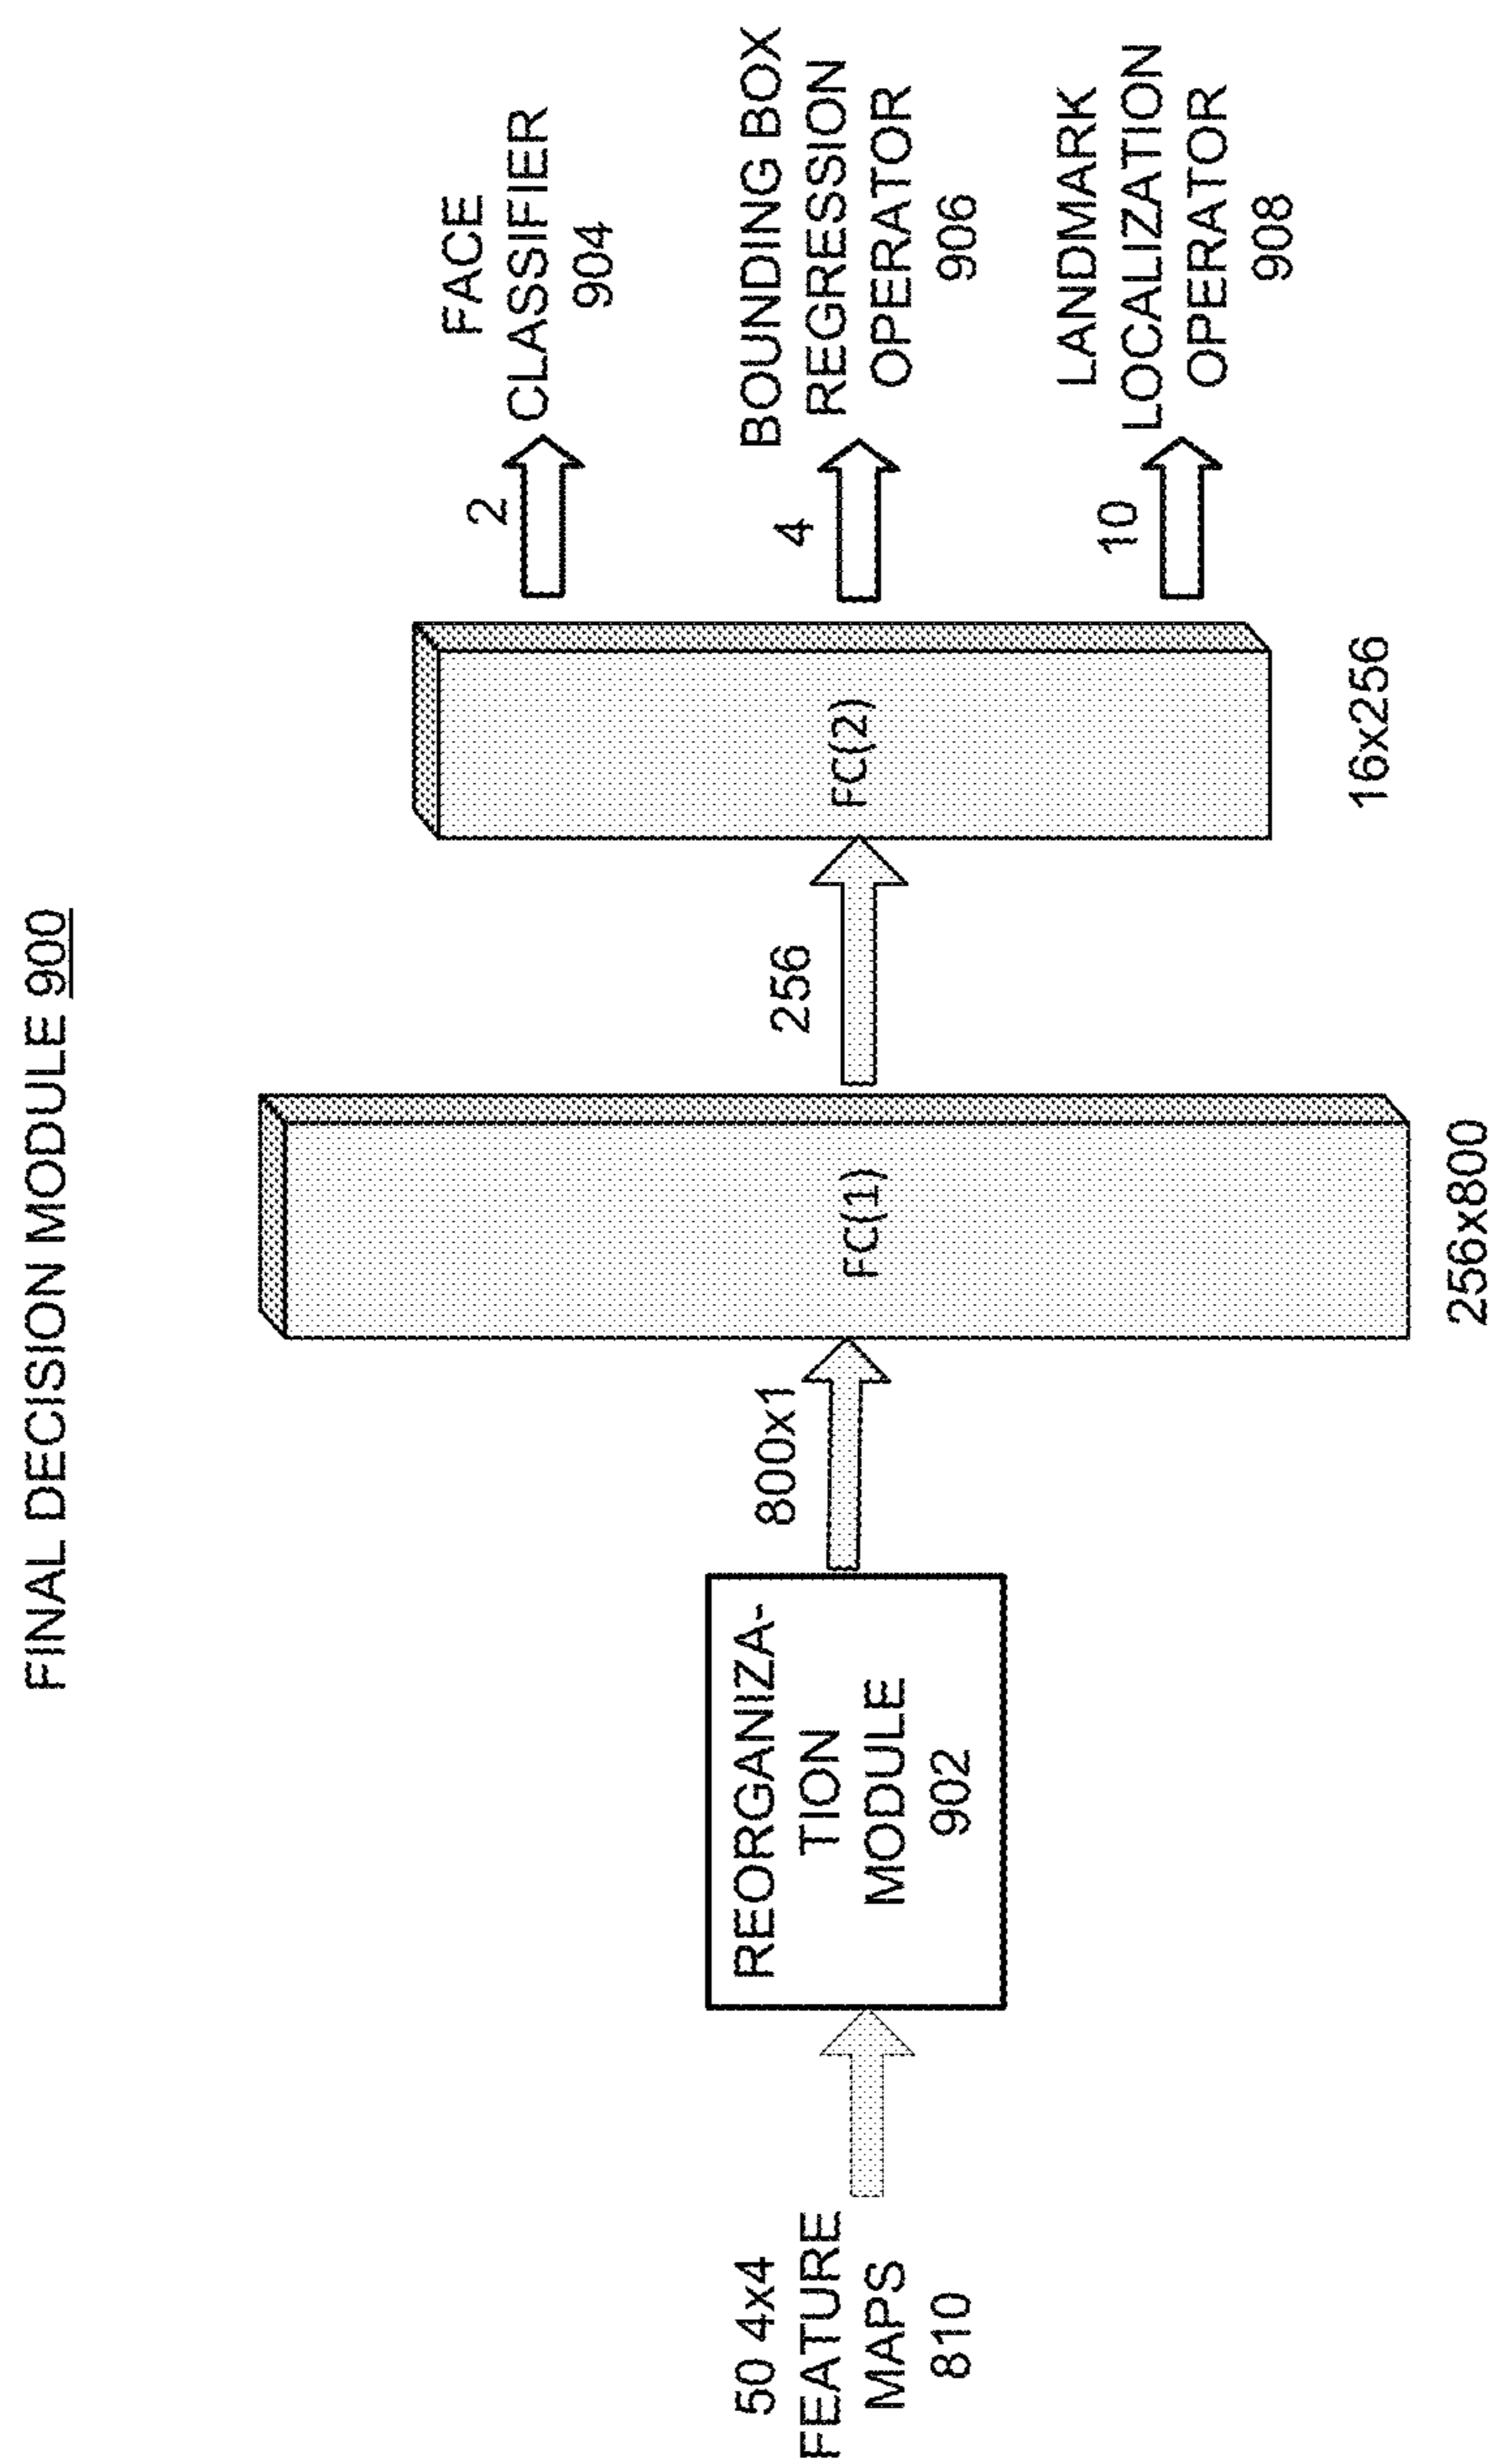 FINAL DECISION MODULE 900
50 4x4
FEATURE
MAPS
810
REORGANIZA-
TION
MODULE
902
800x1
FC(1)
256x800
256
FC(2)
16x256
2
FACE
CLASSIFIER
904
4
BOUNDING BOX
REGRESSION
OPERATOR
906
10
LANDMARK
LOCALIZATION
OPERATOR
908